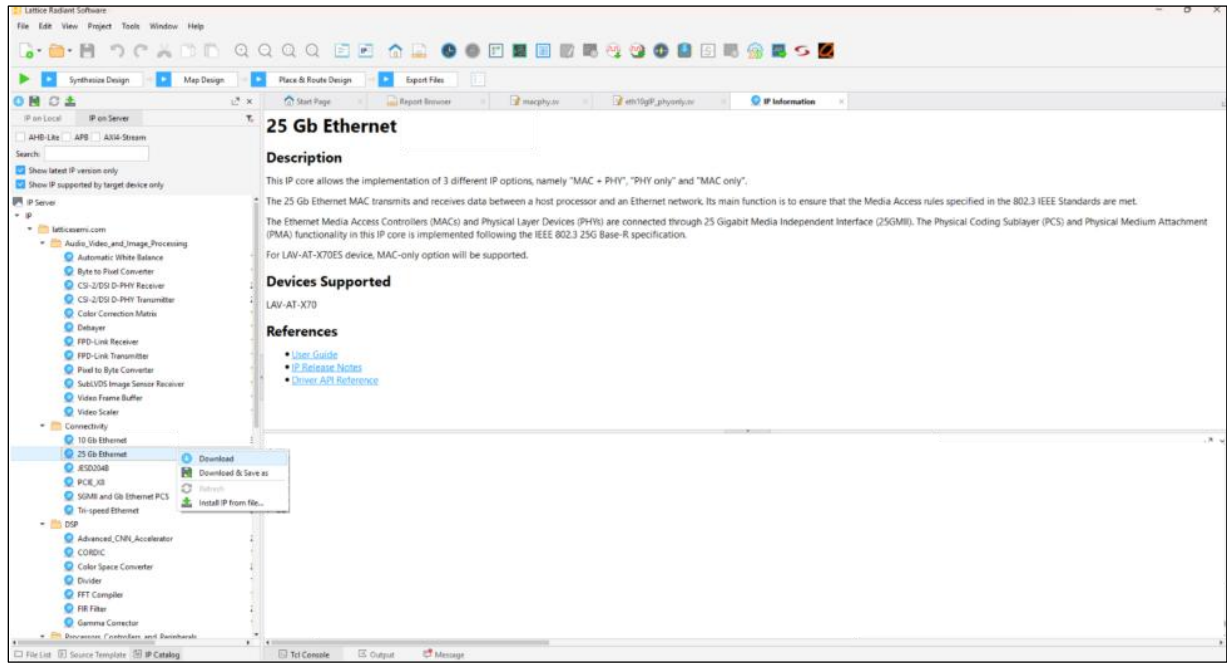 Lattice Radiant Software
File Edit View Project Tools Window Help
Synthesize Design Map Design Place & Route Design Export Files
Start Page Report Browser macphy.sv eth10gIP_phyonly.sv IP Information
IP on Local IP on Server
AHB-Lite APB AXI4-Stream
Search:
Show latest IP version only
Show IP supported by target device only
IP Server
IP
latticesemi.com
Audio_Video_and_Image_Processing
Automatic White Balance
Byte to Pixel Converter
CSI-2/DSI D-PHY Receiver
CSI-2/DSI D-PHY Transmitter
Color Correction Matrix
Debayer
FPD-Link Receiver
FPD-Link Transmitter
Pixel to Byte Converter
SubLVDS Image Sensor Receiver
Video Frame Buffer
Video Scaler
Connectivity
10 Gb Ethernet
25 Gb Ethernet
JESD204B
PCIE_X8
SGMII and Gb Ethernet PCS
Tri-speed Ethernet
DSP
Advanced_CNN_Accelerator
CORDIC
Color Space Converter
Divider
FFT Compiler
FIR Filter
Gamma Corrector
Processors_Controllers_and_Peripherals
Download
Download & Save as
Refresh
Install IP from file...
25 Gb Ethernet
Description
This IP core allows the implementation of 3 different IP options, namely "MAC + PHY", "PHY only" and "MAC only".
The 25 Gb Ethernet MAC transmits and receives data between a host processor and an Ethernet network. Its main function is to ensure that the Media Access rules specified in the 802.3 IEEE Standards are met.
The Ethernet Media Access Controllers (MACs) and Physical Layer Devices (PHYs) are connected through 25 Gigabit Media Independent Interface (25GMII). The Physical Coding Sublayer (PCS) and Physical Medium Attachment
(PMA) functionality in this IP core is implemented following the IEEE 802.3 25G Base-R specification.
For LAV-AT-X70ES device, MAC-only option will be supported.
Devices Supported
LAV-AT-X70
References
User Guide
IP Release Notes
Driver API Reference
File List Source Template IP Catalog
Tcl Console Output Message